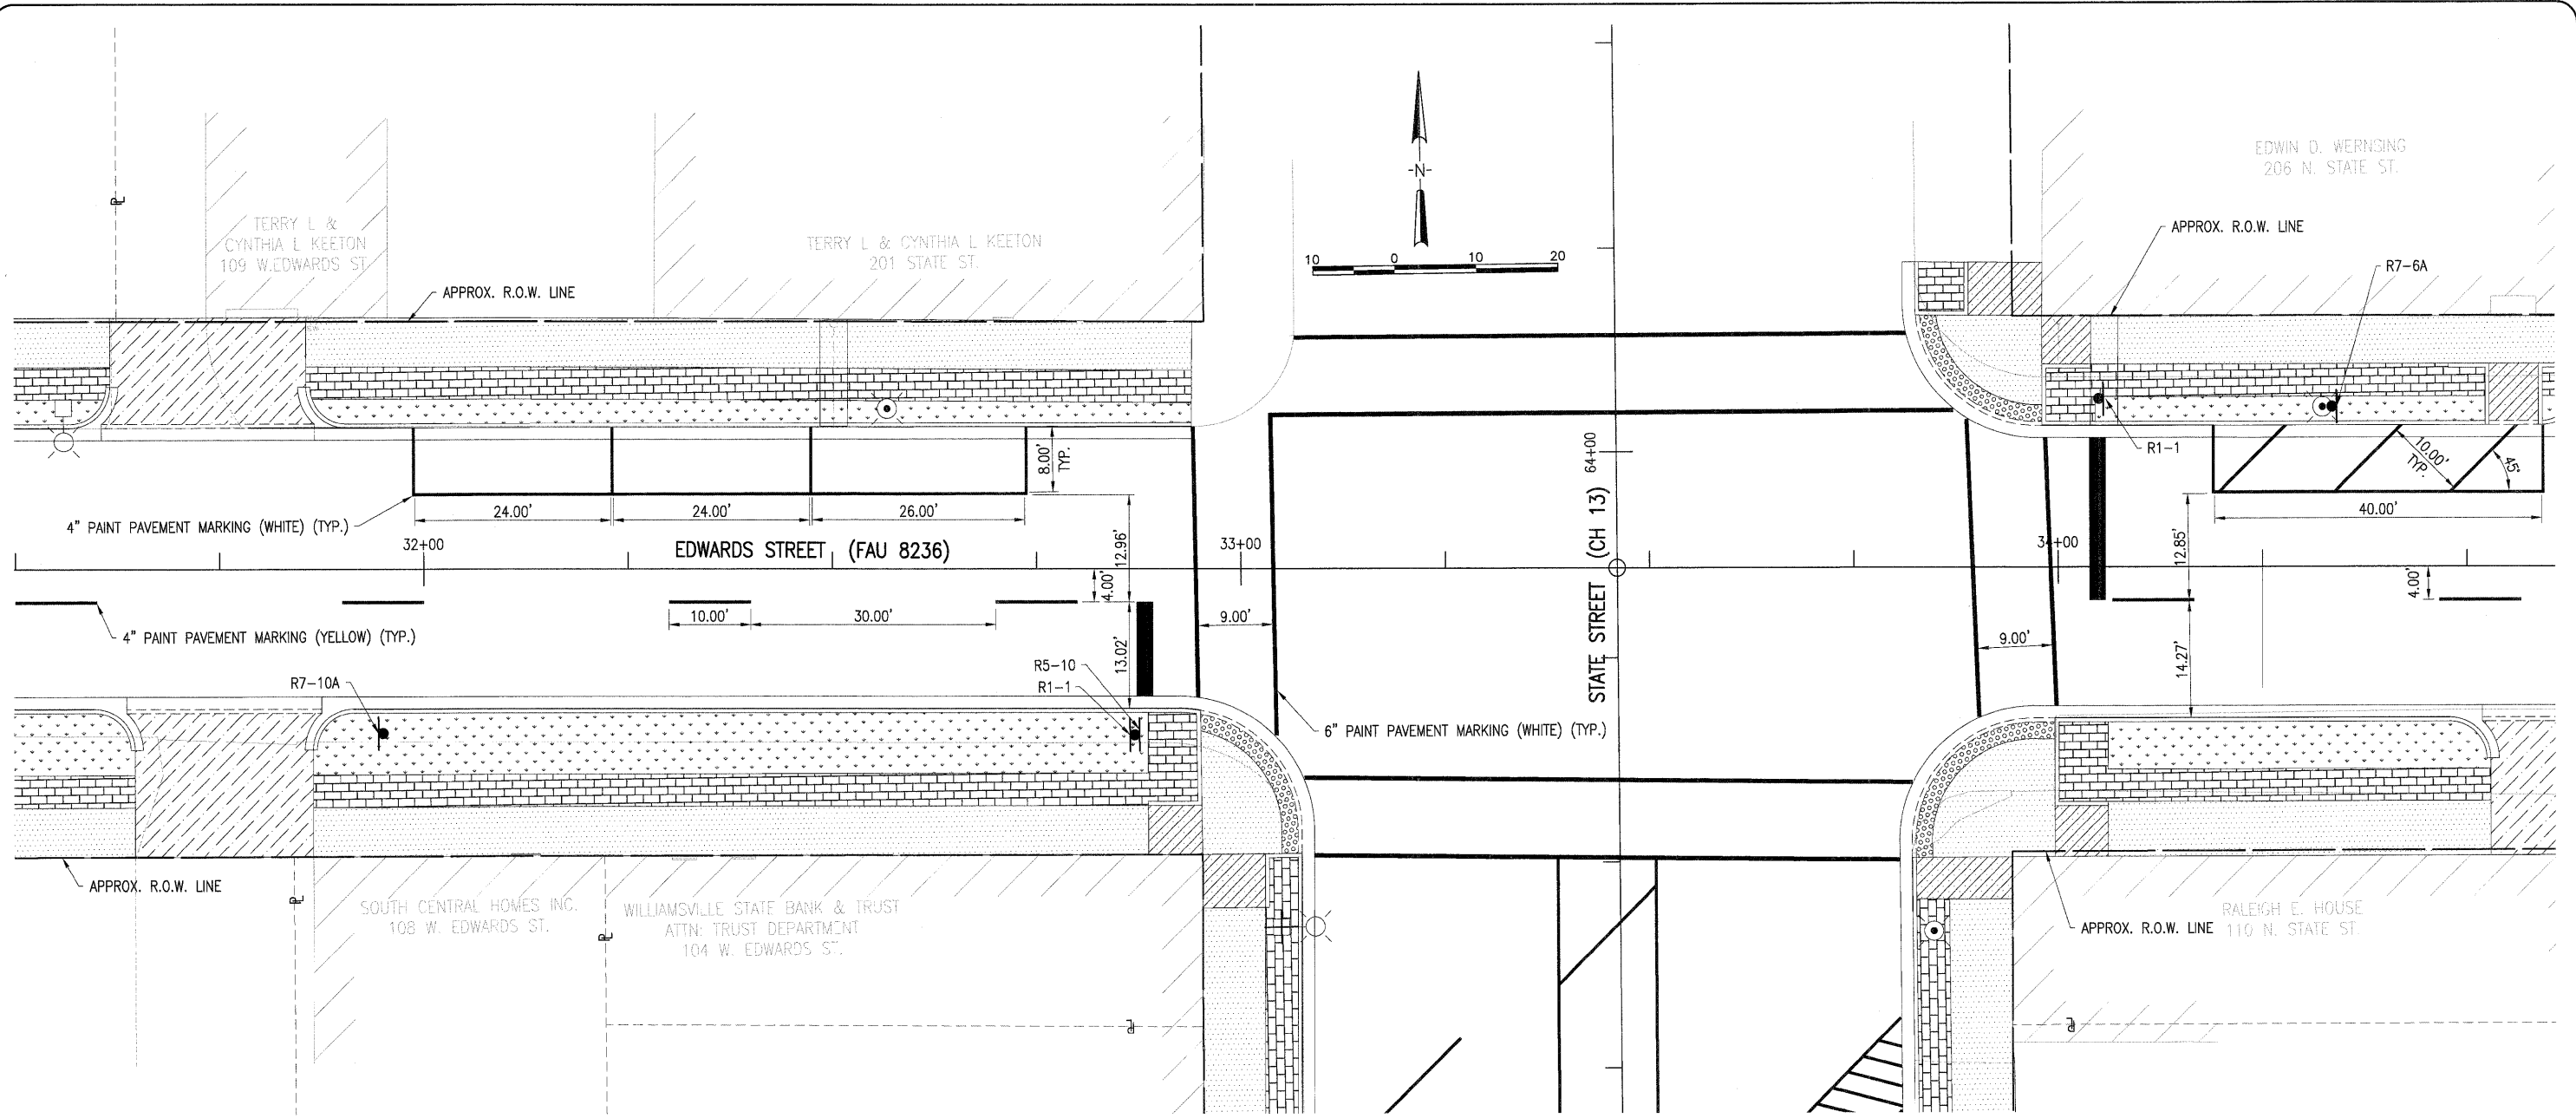 EDWIN D. WERNSING
206 N. STATE ST.
-N-
TERRY L &
CYNTHIA L KEETON
109 W.EDWARDS ST
TERRY L & CYNTHIA L KEETON
201 STATE ST.
APPROX. R.O.W. LINE
10 0 10 20
APPROX. R.O.W. LINE
R7-6A
R1-1
8.00'
TYP.
10.00'
TYP.
45°
64+00
STATE STREET (CH 13)
24.00'
24.00'
26.00'
40.00'
4" PAINT PAVEMENT MARKING (WHITE) (TYP.)
32+00
EDWARDS STREET (FAU 8236)
33+00
34+00
12.96'
12.85'
4.00'
4.00'
10.00'
30.00'
9.00'
9.00'
13.02'
14.27'
4" PAINT PAVEMENT MARKING (YELLOW) (TYP.)
R7-10A
R5-10
R1-1
6" PAINT PAVEMENT MARKING (WHITE) (TYP.)
APPROX. R.O.W. LINE
SOUTH CENTRAL HOMES INC.
108 W. EDWARDS ST.
WILLIAMSVILLE STATE BANK & TRUST
ATTN: TRUST DEPARTMENT
104 W. EDWARDS ST.
APPROX. R.O.W. LINE
RALEIGH E. HOUSE
110 N. STATE ST.